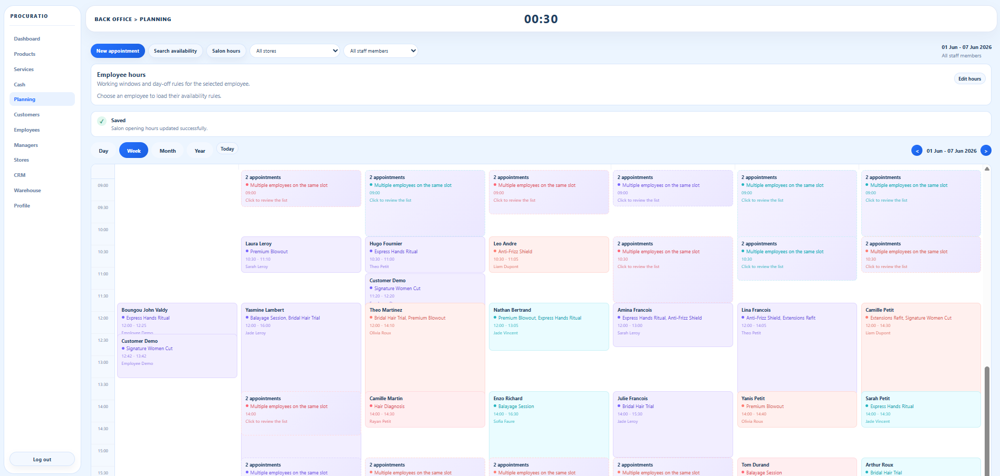 PROCURATIO
Dashboard
Products
Services
Cash
Planning
Customers
Employees
Managers
Stores
CRM
Warehouse
Profile
Log out
BACK OFFICE > PLANNING
00:30
New appointment
Search availability
Salon hours
All stores
All staff members
01 Jun - 07 Jun 2026
All staff members
Employee hours
Working windows and day-off rules for the selected employee.
Choose an employee to load their availability rules.
Edit hours
Saved
Salon opening hours updated successfully.
Day
Week
Month
Year
Today
<
01 Jun - 07 Jun 2026
>
09:00
09:30
10:00
10:30
11:00
11:30
12:00
12:30
13:00
13:30
14:00
14:30
15:00
15:30
Boungou John Valdy
Express Hands Ritual
12:00 - 12:25
Employee Demo
Customer Demo
Signature Women Cut
12:42 - 13:42
Employee Demo
2 appointments
Multiple employees on the same slot
09:00
Click to review the list
Laura Leroy
Premium Blowout
10:30 - 11:10
Sarah Leroy
Yasmine Lambert
Balayage Session, Bridal Hair Trial
12:00 - 16:00
Jade Leroy
2 appointments
Multiple employees on the same slot
14:00
Click to review the list
2 appointments
Multiple employees on the same slot
2 appointments
Multiple employees on the same slot
09:00
Click to review the list
Hugo Fournier
Express Hands Ritual
10:30 - 11:00
Theo Petit
Customer Demo
Signature Women Cut
11:20 - 12:20
Theo Martinez
Bridal Hair Trial, Premium Blowout
12:00 - 14:10
Olivia Roux
Camille Martin
Hair Diagnosis
14:00 - 14:30
Rayan Petit
2 appointments
Multiple employees on the same slot
2 appointments
Multiple employees on the same slot
09:00
Click to review the list
Leo Andre
Anti-Frizz Shield
10:30 - 11:05
Liam Dupont
Nathan Bertrand
Premium Blowout, Express Hands Ritual
12:00 - 13:05
Jade Vincent
Enzo Richard
Balayage Session
14:00 - 16:30
Sofia Faure
2 appointments
Multiple employees on the same slot
2 appointments
Multiple employees on the same slot
09:00
Click to review the list
2 appointments
Multiple employees on the same slot
10:30
Click to review the list
Amina Francois
Express Hands Ritual, Anti-Frizz Shield
12:00 - 13:00
Sarah Leroy
Julie Francois
Bridal Hair Trial
14:00 - 15:30
Jade Leroy
2 appointments
Multiple employees on the same slot
2 appointments
Multiple employees on the same slot
09:00
Click to review the list
2 appointments
Multiple employees on the same slot
10:30
Click to review the list
Lina Francois
Anti-Frizz Shield, Extensions Refit
12:00 - 14:05
Theo Petit
Yanis Petit
Premium Blowout
14:00 - 14:40
Olivia Roux
Tom Durand
Balayage Session
2 appointments
Multiple employees on the same slot
09:00
Click to review the list
2 appointments
Multiple employees on the same slot
10:30
Click to review the list
Camille Petit
Extensions Refit, Signature Women Cut
12:00 - 14:30
Liam Dupont
Sarah Petit
Express Hands Ritual
14:00 - 14:30
Jade Vincent
Arthur Roux
Bridal Hair Trial